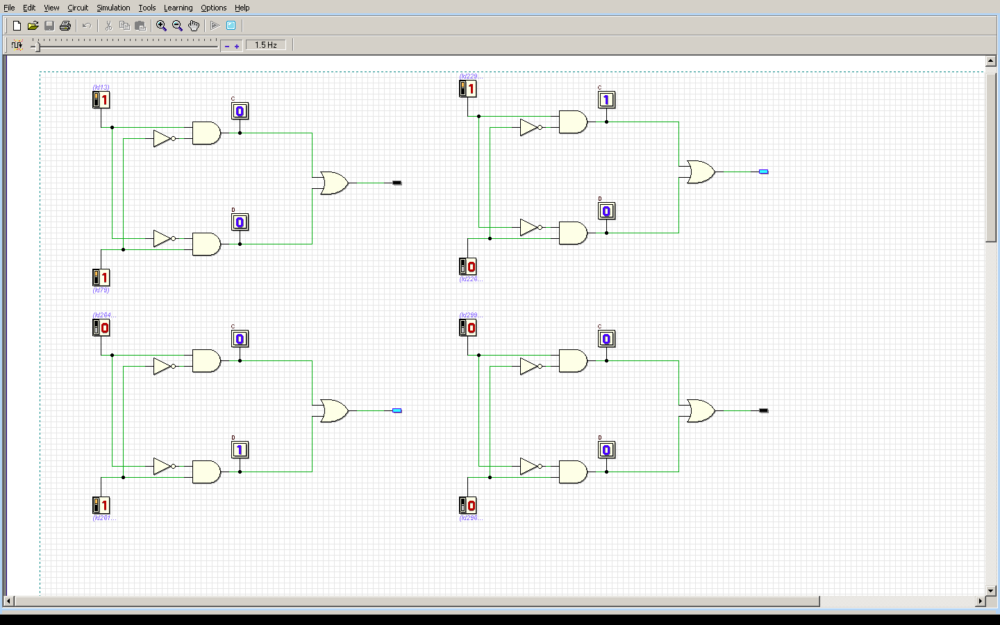 File Edit View Circuit Simulation Tools Learning Options Help
- + 1.5 Hz
(Id13)
1
C
0
D
0
1
(Id79)
(Id229...
1
C
1
D
0
0
(Id226...
(Id264...
0
C
0
D
1
1
(Id261...
(Id299...
0
C
0
D
0
0
(Id296...